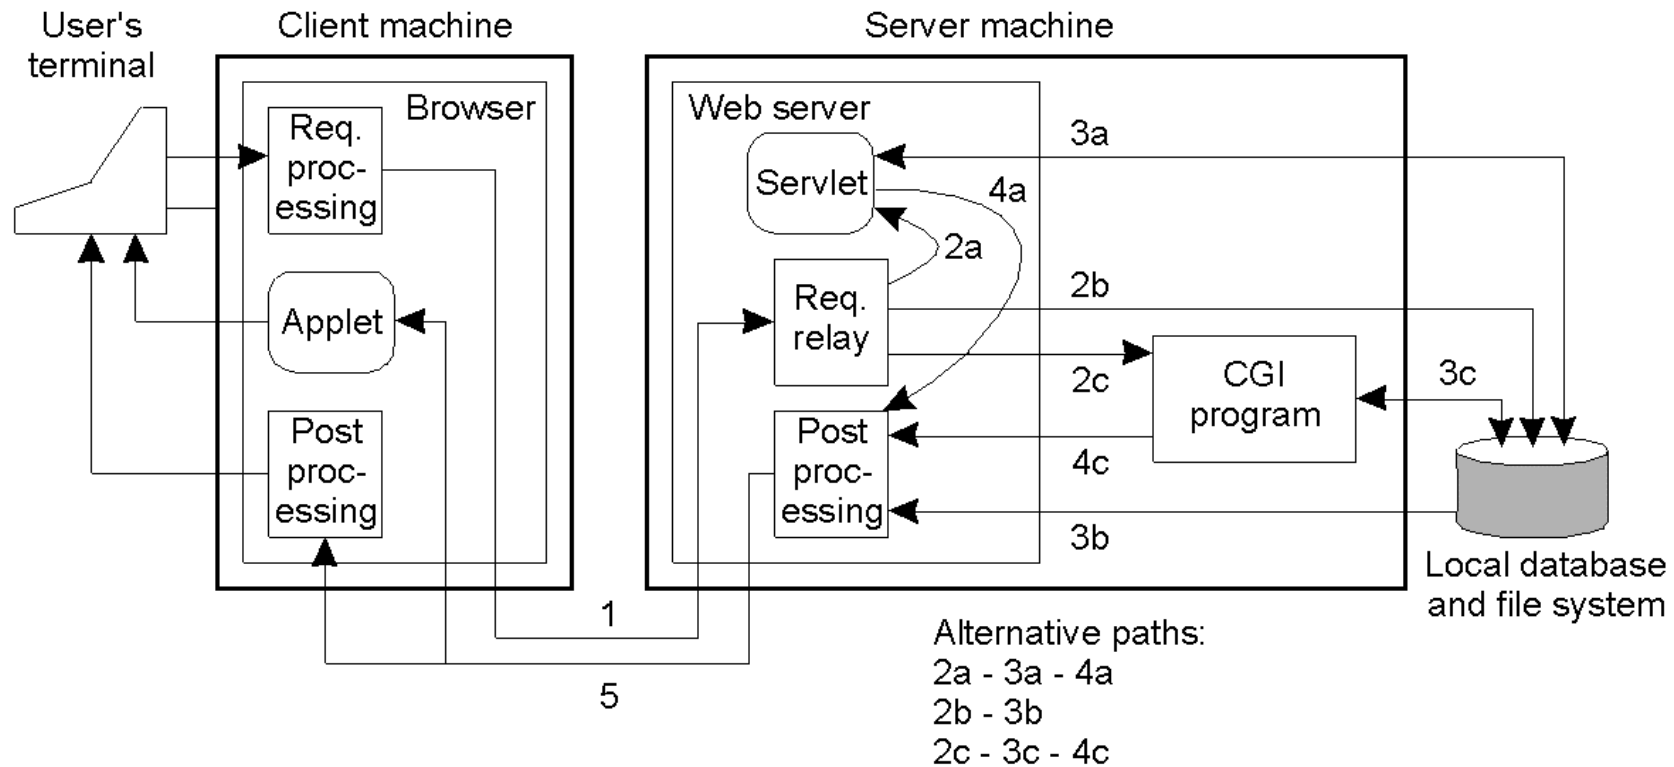 User's
terminal
Client machine
Server machine
Browser
Req.
proc-
essing
Applet
Post
proc-
essing
Web server
Servlet
4a
2a
3a
Req.
relay
2b
2c
CGI
program
3c
Post
proc-
essing
4c
3b
Local database
and file system
1
5
Alternative paths:
2a - 3a - 4a
2b - 3b
2c - 3c - 4c